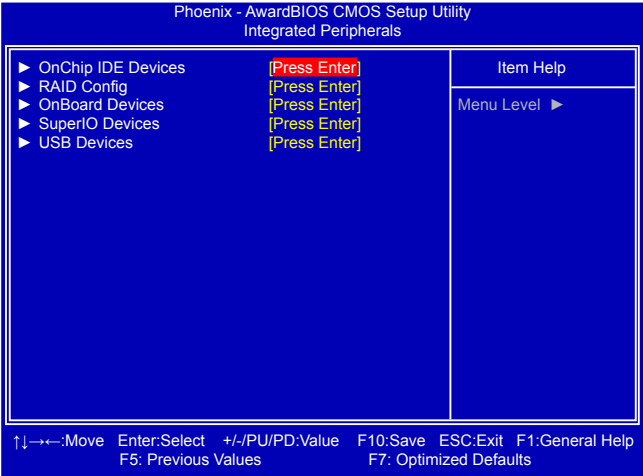 Phoenix - AwardBIOS CMOS Setup Utility
Integrated Peripherals
► OnChip IDE Devices [Press Enter]
► RAID Config [Press Enter]
► OnBoard Devices [Press Enter]
► SuperIO Devices [Press Enter]
► USB Devices [Press Enter]
Item Help
Menu Level ►
↑↓→←:Move Enter:Select +/-/PU/PD:Value F10:Save ESC:Exit F1:General Help
F5: Previous Values F7: Optimized Defaults